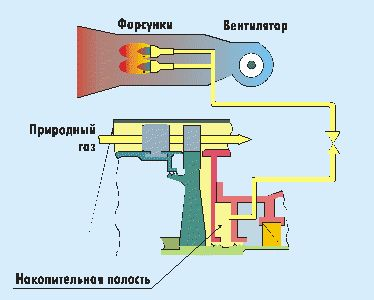 Форсунки Вентилятор
Природный
газ
Накопительная полость